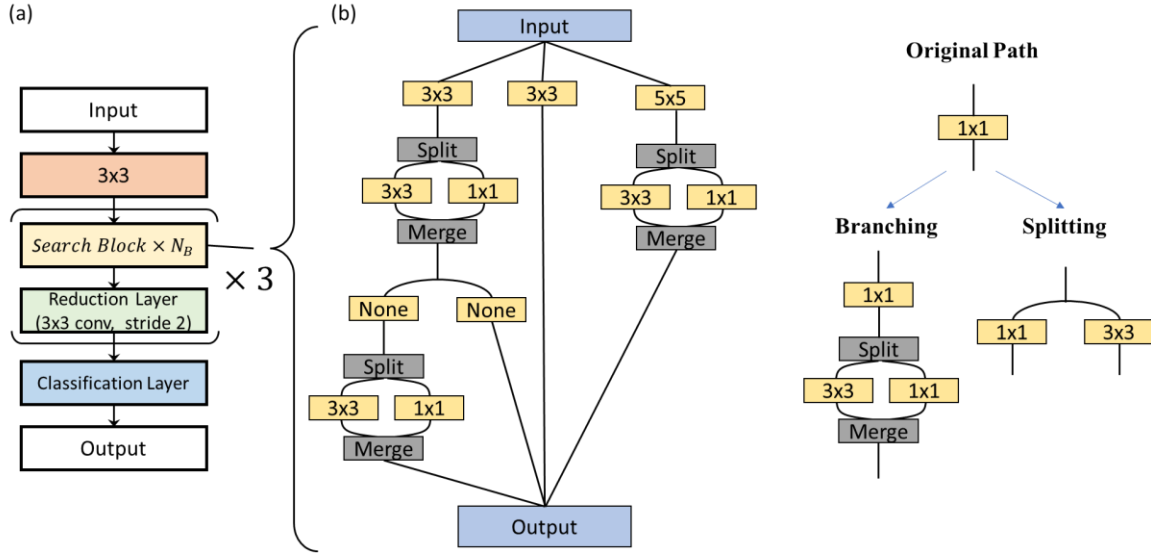 (a)
Input
3x3
Search Block × N_B
Reduction Layer
(3x3 conv, stride 2)
× 3
Classification Layer
Output
(b)
Input
3x3
3x3
5x5
Split
Split
3x3
1x1
3x3
1x1
Merge
Merge
None
None
Split
3x3
1x1
Merge
Output
Original Path
1x1
Branching
Splitting
1x1
1x1
3x3
Split
3x3
1x1
Merge